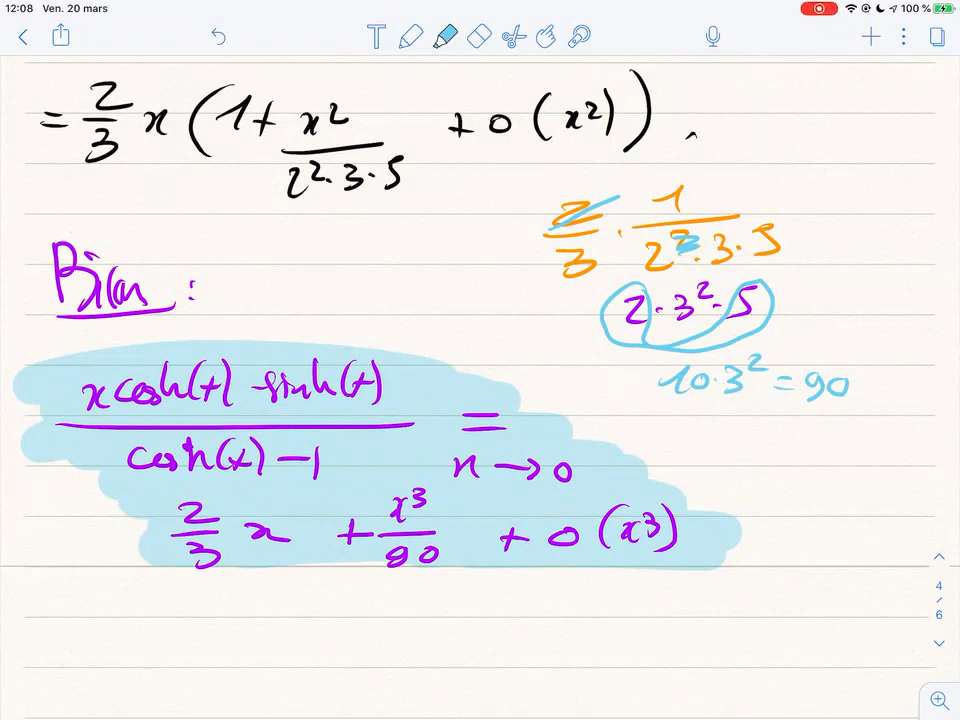 12:08 Ven. 20 mars 100 %
= 2/3 x (1 + x²/(2²·3·5) + o(x²)).
2/3 · 1/(2²·3·5)
Bilan :
2·3²·5
10·3² = 90
(x cosh(x) - sinh(x))/(cosh(x) - 1) = x→0
2/3 x + x³/90 + o(x³)
4
/
6